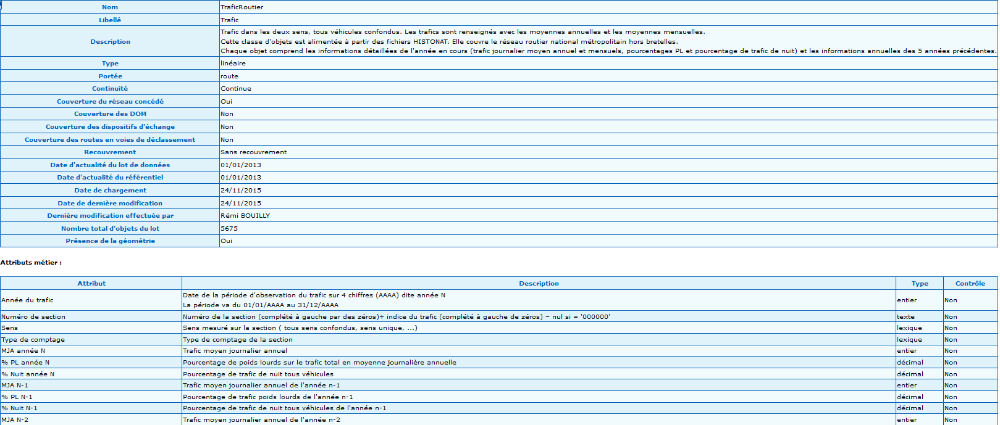 Nom TraficRoutier
Libellé Trafic
Description Trafic dans les deux sens, tous véhicules confondus. Les trafics sont renseignés avec les moyennes annuelles et les moyennes mensuelles.
Cette classe d'objets est alimentée à partir des fichiers HISTONAT. Elle couvre le réseau routier national métropolitain hors bretelles.
Chaque objet comprend les informations détaillées de l'année en cours (trafic journalier moyen annuel et mensuels, pourcentages PL et pourcentage de trafic de nuit) et les informations annuelles des 5 années précédentes.
Type linéaire
Portée route
Continuité Continue
Couverture du réseau concédé Oui
Couverture des DOM Non
Couverture des dispositifs d'échange Non
Couverture des routes en voies de déclassement Non
Recouvrement Sans recouvrement
Date d'actualité du lot de données 01/01/2013
Date d'actualité du référentiel 01/01/2013
Date de chargement 24/11/2015
Date de dernière modification 24/11/2015
Dernière modification effectuée par Rémi BOUILLY
Nombre total d'objets du lot 5675
Présence de la géométrie Oui
Attributs métier :
Attribut Description Type Contrôle
Année du trafic Date de la période d'observation du trafic sur 4 chiffres (AAAA) dite année N
La période va du 01/01/AAAA au 31/12/AAAA entier Non
Numéro de section Numéro de la section (complété à gauche par des zéros)+ indice du trafic (complété à gauche de zéros) – nul si = '000000' texte Non
Sens Sens mesuré sur la section ( tous sens confondus, sens unique, ...) lexique Non
Type de comptage Type de comptage de la section lexique Non
MJA année N Trafic moyen journalier annuel entier Non
% PL année N Pourcentage de poids lourds sur le trafic total en moyenne journalière annuelle décimal Non
% Nuit année N Pourcentage de trafic de nuit tous véhicules décimal Non
MJA N-1 Trafic moyen journalier annuel de l'année n-1 entier Non
% PL N-1 Pourcentage de trafic poids lourds de l'année n-1 décimal Non
% Nuit N-1 Pourcentage de trafic de nuit tous véhicules de l'année n-1 décimal Non
MJA N-2 Trafic moyen journalier annuel de l'année n-2 entier Non